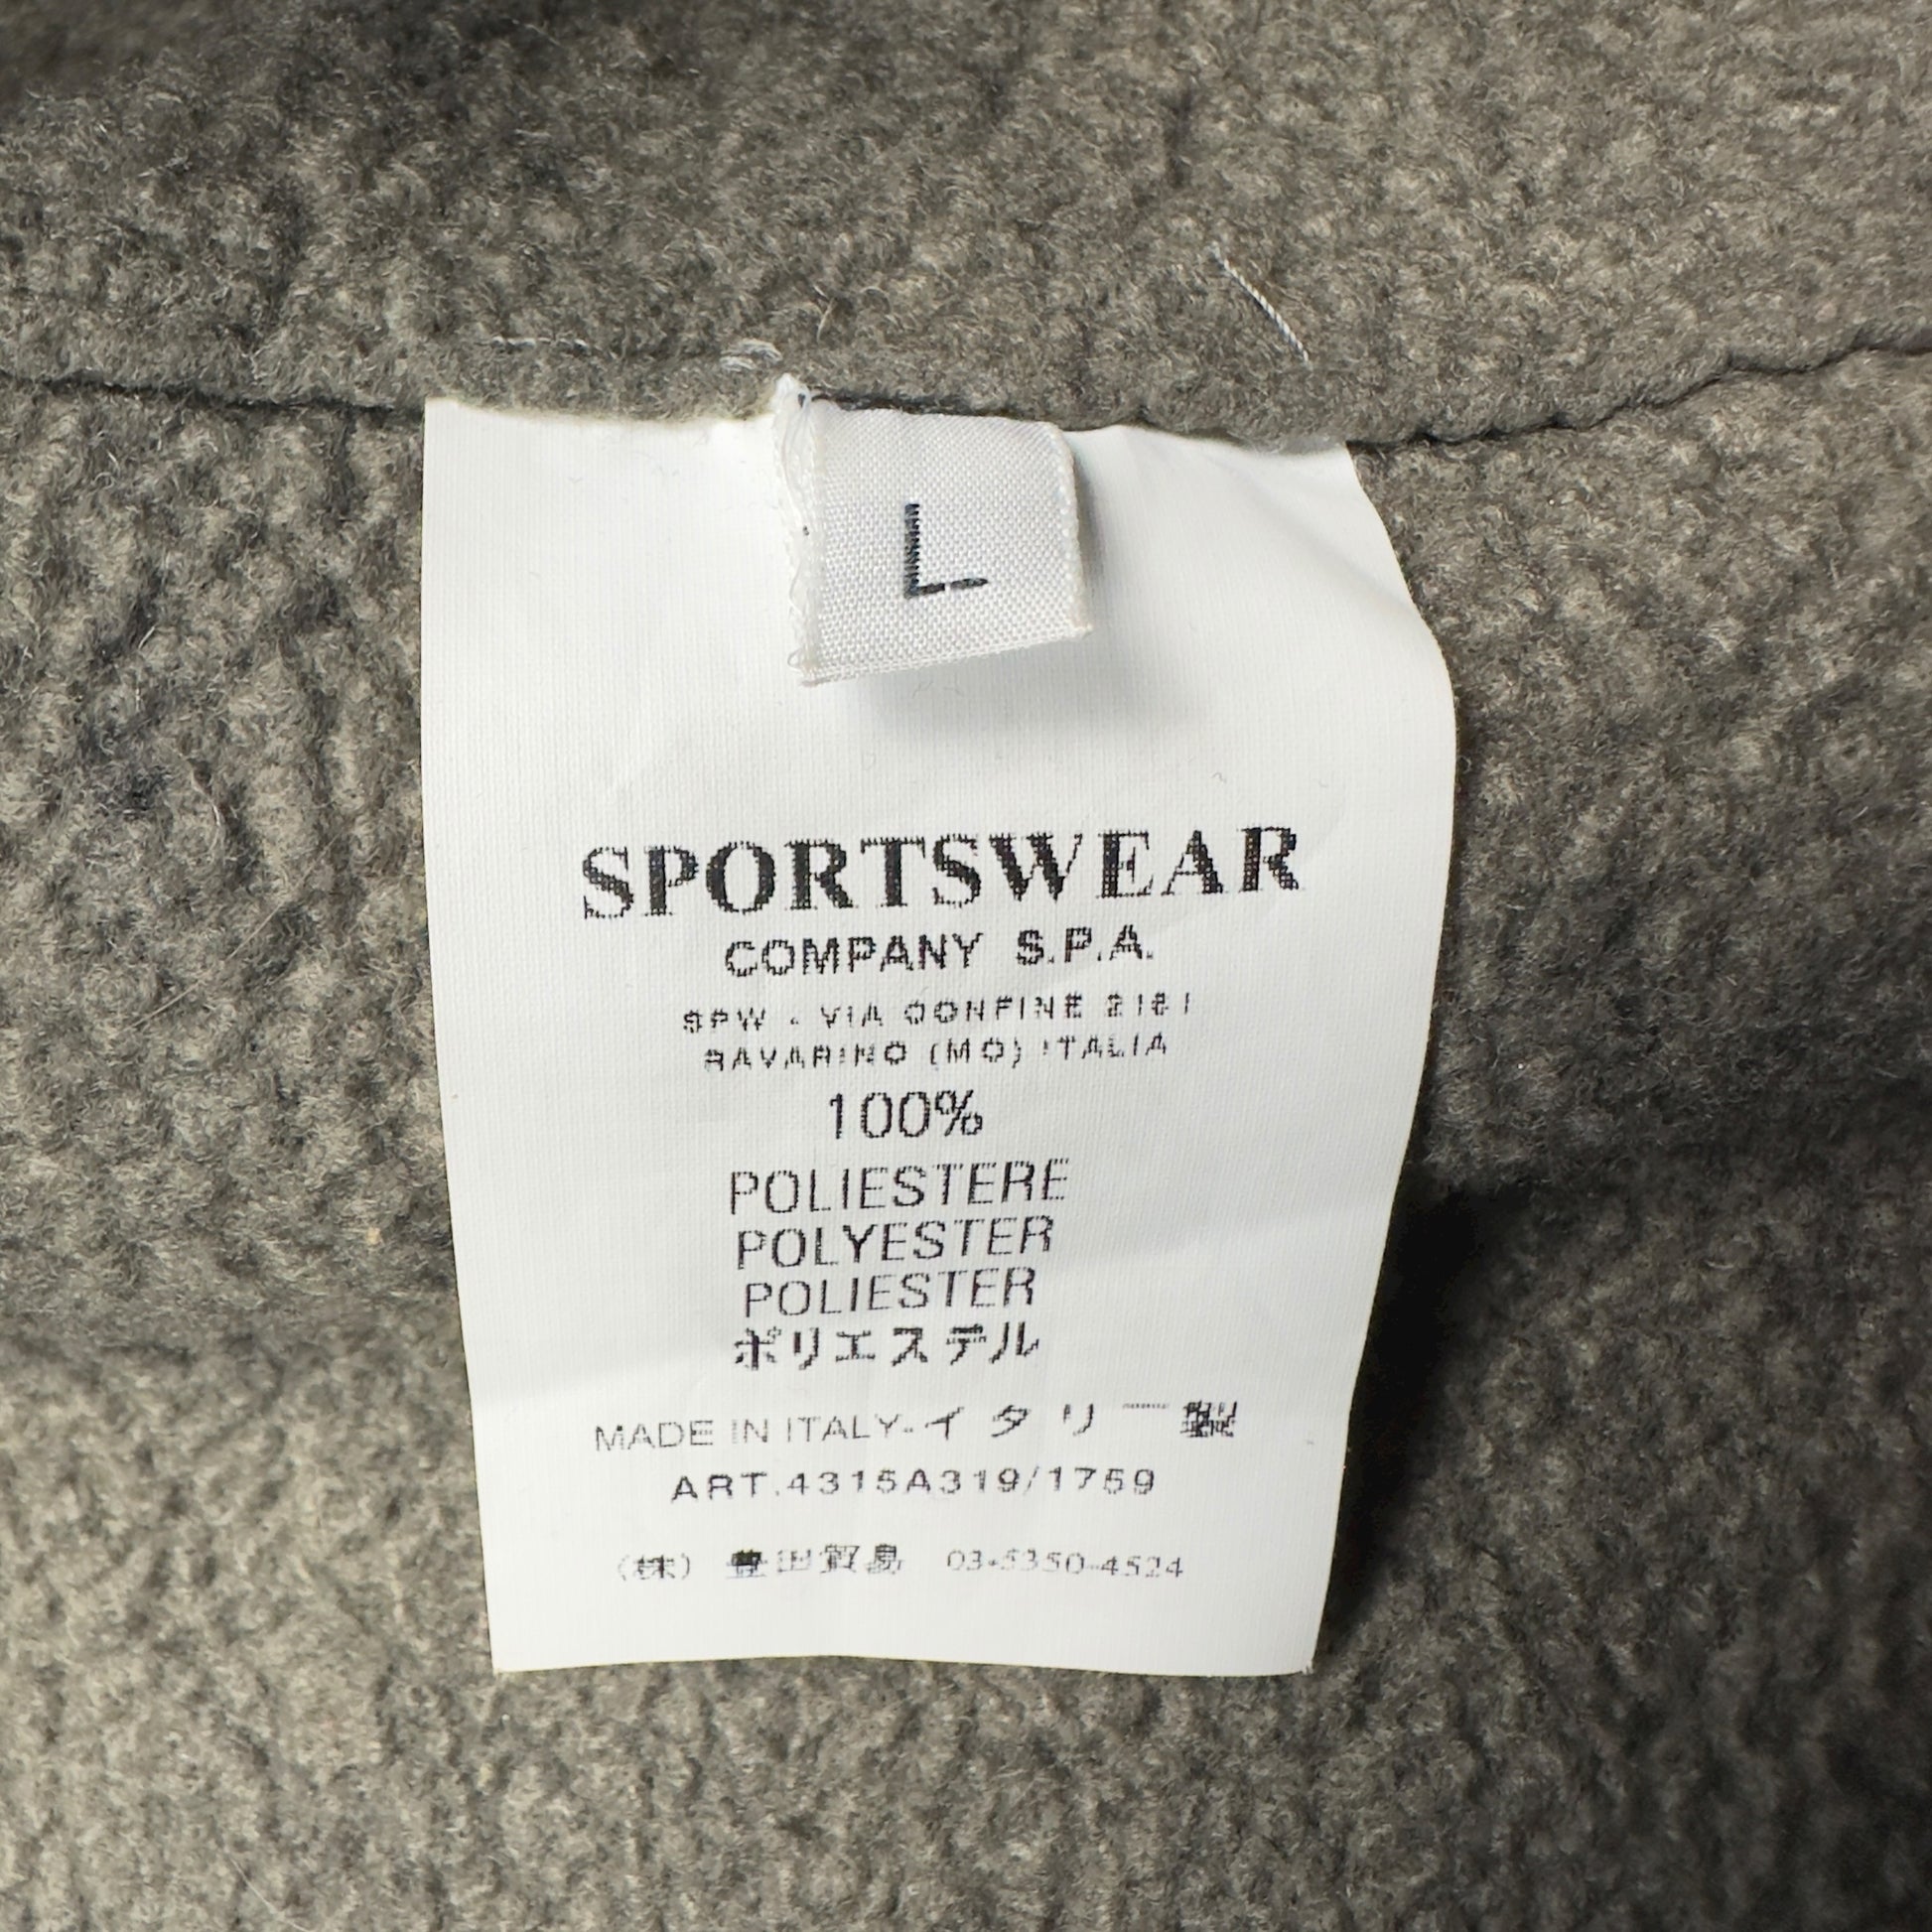 L
SPORTSWEAR
COMPANY S.P.A.
SPW - VIA CONFINE 2161
RAVARINO (MO) ITALIA
100%
POLIESTERE
POLYESTER
POLIESTER
ポリエステル
MADE IN ITALY-イタリー製
ART.4315A319/1759
(株) 豊田貿易 03-5350-4524